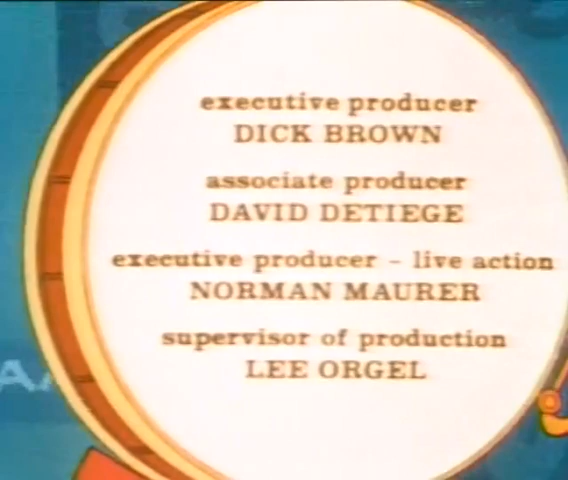 executive producer
DICK BROWN
associate producer
DAVID DETIEGE
executive producer - live action
NORMAN MAURER
supervisor of production
LEE ORGEL